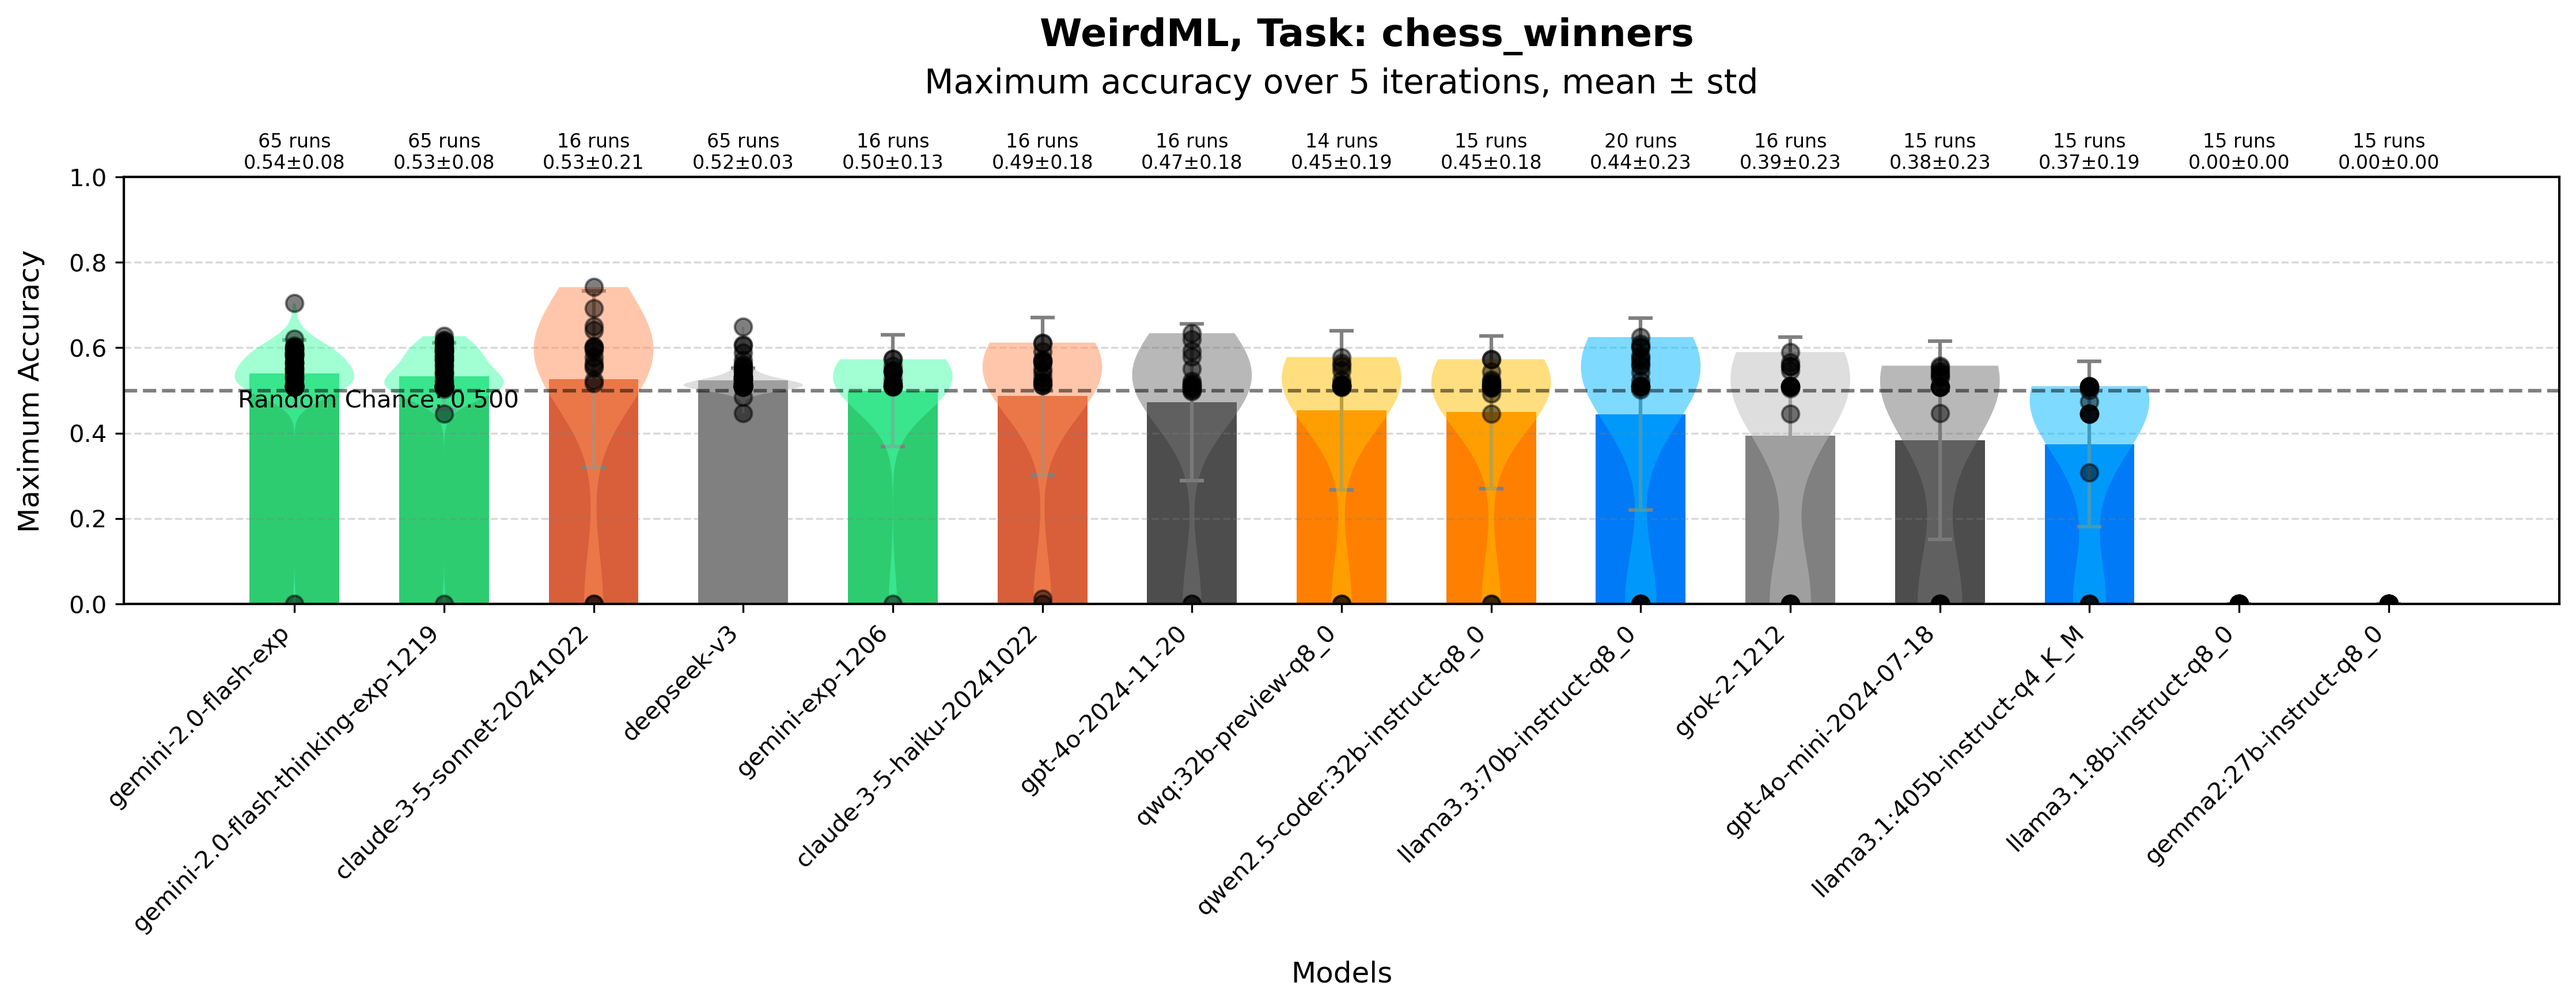 WeirdML, Task: chess_winners
Maximum accuracy over 5 iterations, mean ± std
65 runs 65 runs 16 runs 65 runs 16 runs 16 runs 16 runs 14 runs 15 runs 20 runs 16 runs 15 runs 15 runs 15 runs 15 runs
0.54±0.08 0.53±0.08 0.53±0.21 0.52±0.03 0.50±0.13 0.49±0.18 0.47±0.18 0.45±0.19 0.45±0.18 0.44±0.23 0.39±0.23 0.38±0.23 0.37±0.19 0.00±0.00 0.00±0.00
Maximum Accuracy
1.0
0.8
0.6
0.4
0.2
0.0
Random Chance: 0.500
gemini-2.0-flash-exp
gemini-2.0-flash-thinking-exp-1219
claude-3-5-sonnet-20241022
deepseek-v3
gemini-exp-1206
claude-3-5-haiku-20241022
gpt-4o-2024-11-20
qwq:32b-preview-q8_0
qwen2.5-coder:32b-instruct-q8_0
llama3.3:70b-instruct-q8_0
grok-2-1212
gpt-4o-mini-2024-07-18
llama3.1:405b-instruct-q4_K_M
llama3.1:8b-instruct-q8_0
gemma2:27b-instruct-q8_0
Models